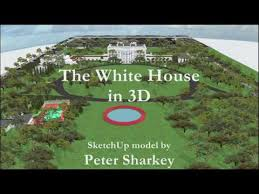 The White House
in 3D
SketchUp model by
Peter Sharkey